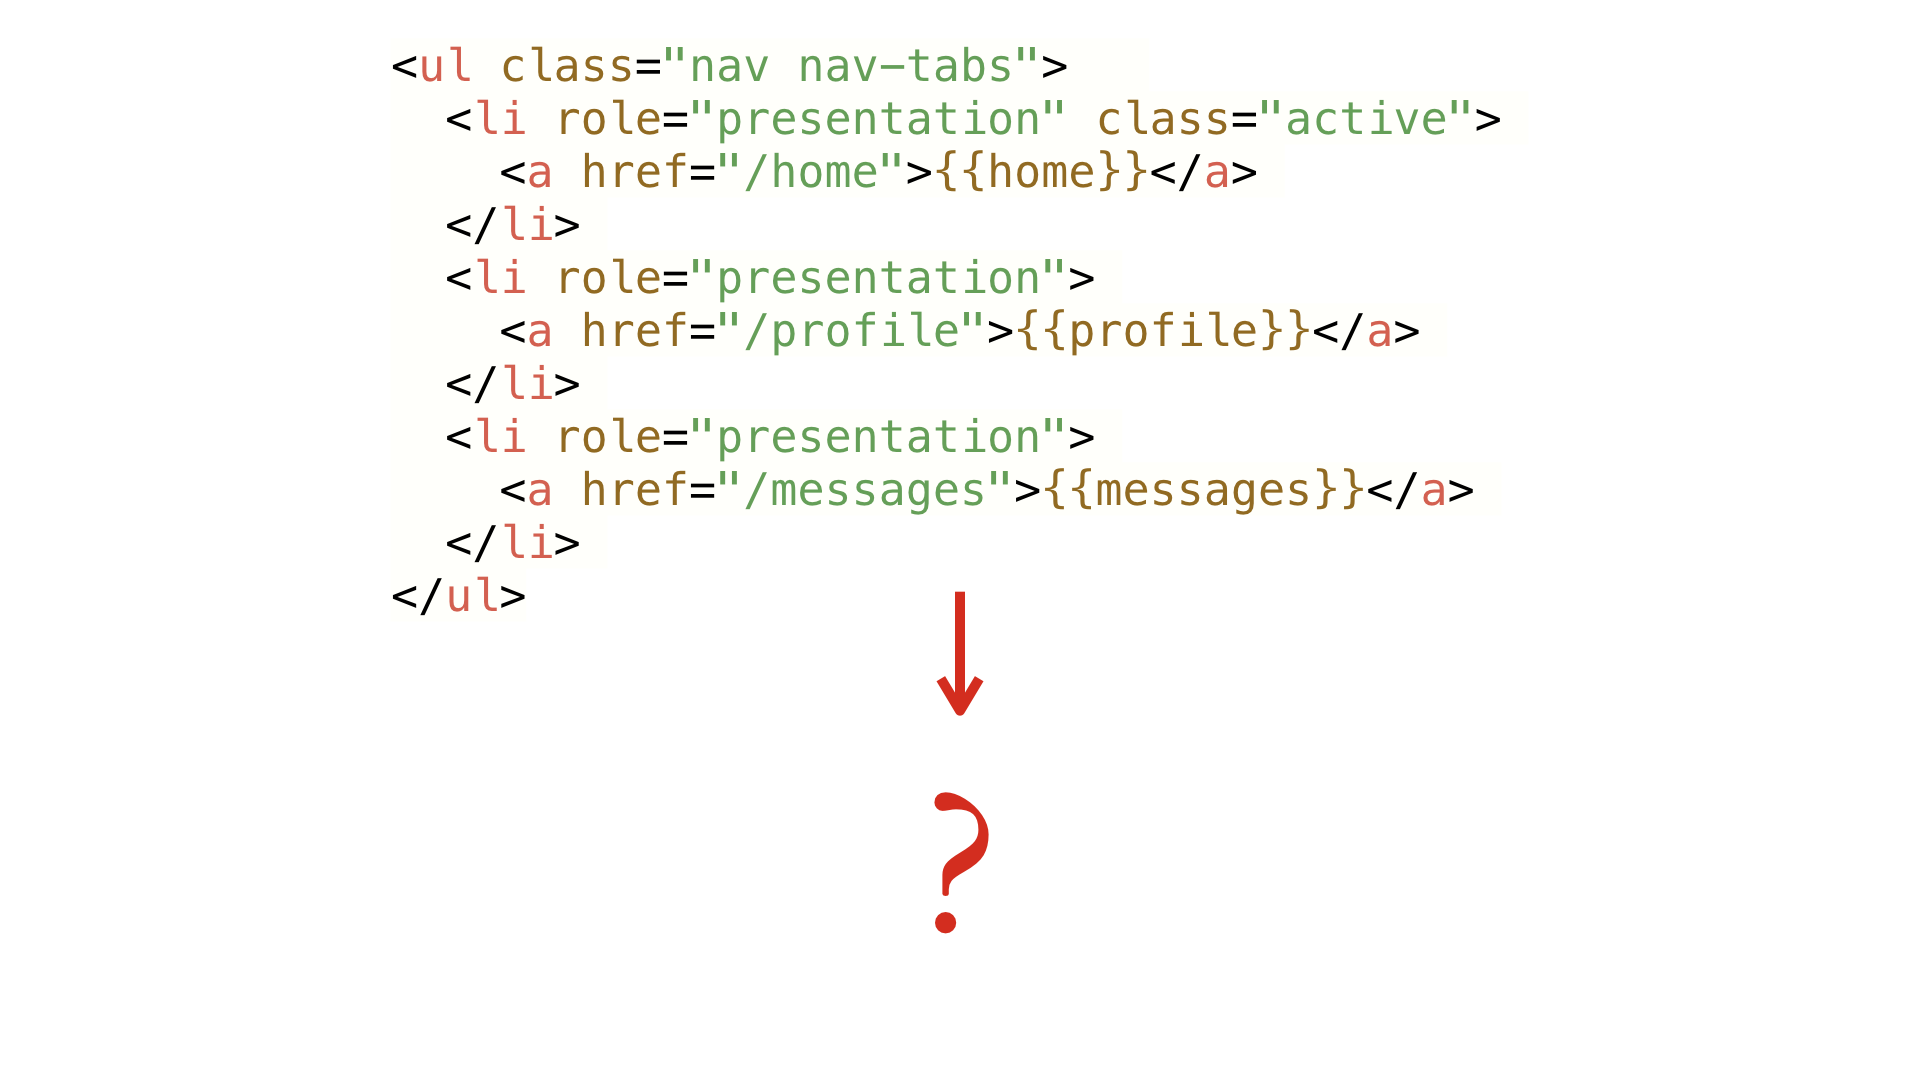 <ul class="nav nav-tabs">
  <li role="presentation" class="active">
    <a href="/home">{{home}}</a>
  </li>
  <li role="presentation">
    <a href="/profile">{{profile}}</a>
  </li>
  <li role="presentation">
    <a href="/messages">{{messages}}</a>
  </li>
</ul>
?